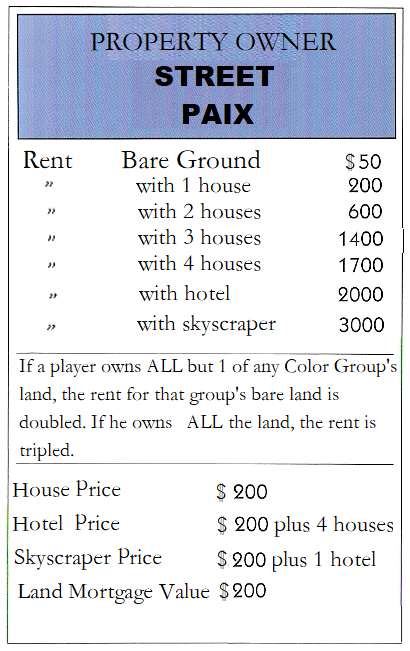 PROPERTY OWNER
STREET
PAIX
Rent Bare Ground $50
” with 1 house 200
” with 2 houses 600
” with 3 houses 1400
” with 4 houses 1700
” with hotel 2000
” with skyscraper 3000
If a player owns ALL but 1 of any Color Group's
land, the rent for that group's bare land is
doubled. If he owns ALL the land, the rent is
tripled.
House Price $ 200
Hotel Price $ 200 plus 4 houses
Skyscraper Price $ 200 plus 1 hotel
Land Mortgage Value $200